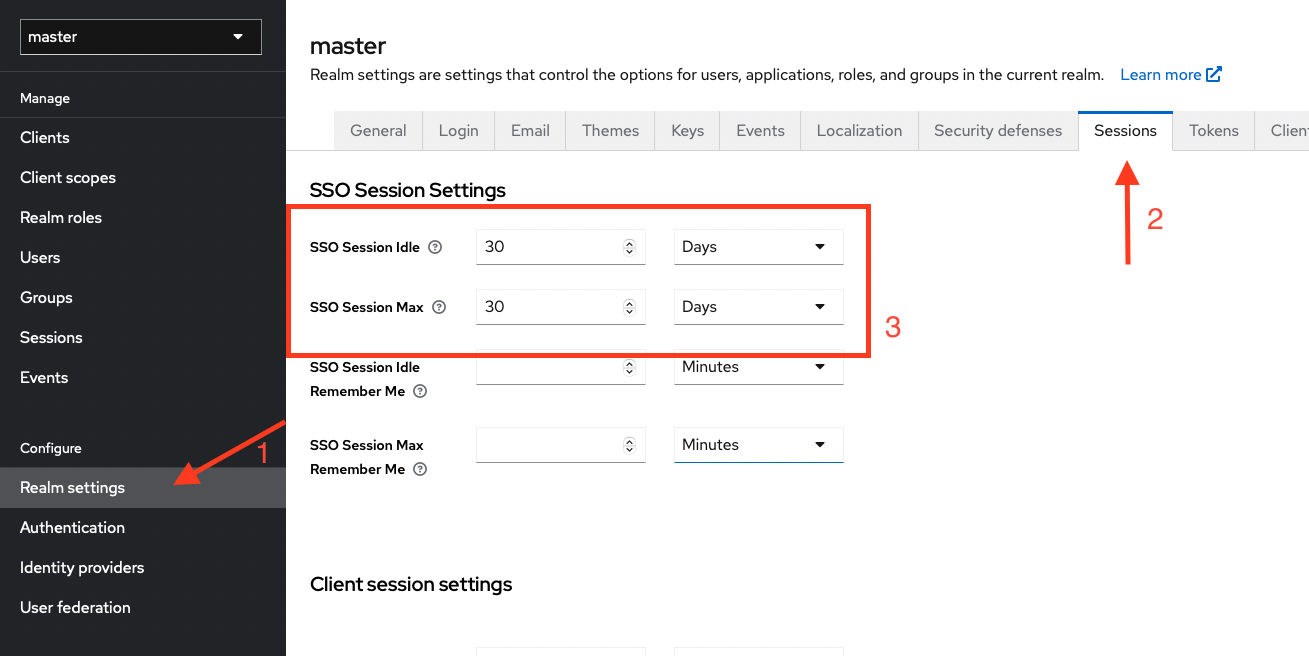 master
Manage
Clients
Client scopes
Realm roles
Users
Groups
Sessions
Events
Configure
1
Realm settings
Authentication
Identity providers
User federation
master
Realm settings are settings that control the options for users, applications, roles, and groups in the current realm. Learn more
General Login Email Themes Keys Events Localization Security defenses Sessions Tokens Client
2
SSO Session Settings
SSO Session Idle ? 30 Days
SSO Session Max ? 30 Days
3
SSO Session Idle Minutes
Remember Me ?
SSO Session Max Minutes
Remember Me ?
Client session settings